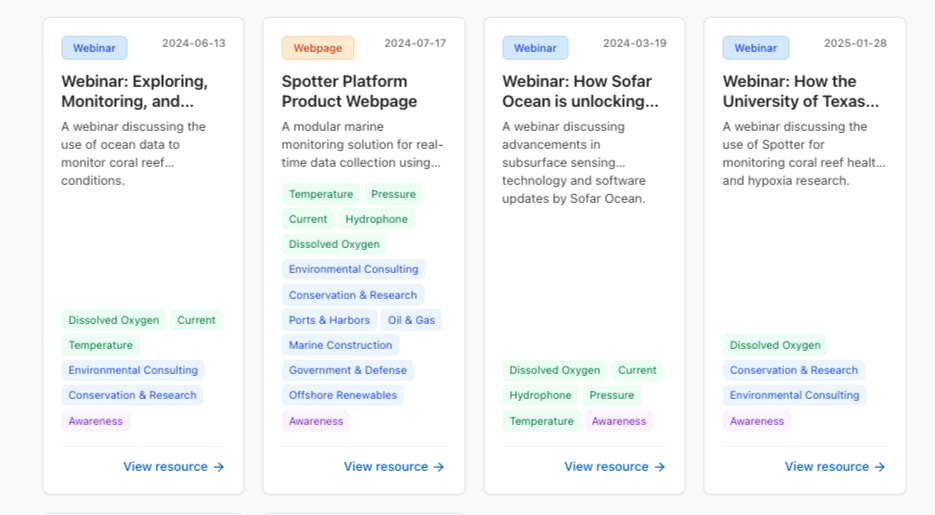 Webinar
2024-06-13
Webinar: Exploring,
Monitoring, and...
A webinar discussing the
use of ocean data to
monitor coral reef...
conditions.
Dissolved Oxygen
Current
Temperature
Environmental Consulting
Conservation & Research
Awareness
View resource →
Webpage
2024-07-17
Spotter Platform
Product Webpage
A modular marine
monitoring solution for real-
time data collection using...
Temperature
Pressure
Current
Hydrophone
Dissolved Oxygen
Environmental Consulting
Conservation & Research
Ports & Harbors
Oil & Gas
Marine Construction
Government & Defense
Offshore Renewables
Awareness
View resource →
Webinar
2024-03-19
Webinar: How Sofar
Ocean is unlocking...
A webinar discussing
advancements in
subsurface sensing...
technology and software
updates by Sofar Ocean.
Dissolved Oxygen
Current
Hydrophone
Pressure
Temperature
Awareness
View resource →
Webinar
2025-01-28
Webinar: How the
University of Texas...
A webinar discussing the
use of Spotter for
monitoring coral reef healt...
and hypoxia research.
Dissolved Oxygen
Conservation & Research
Environmental Consulting
Awareness
View resource →